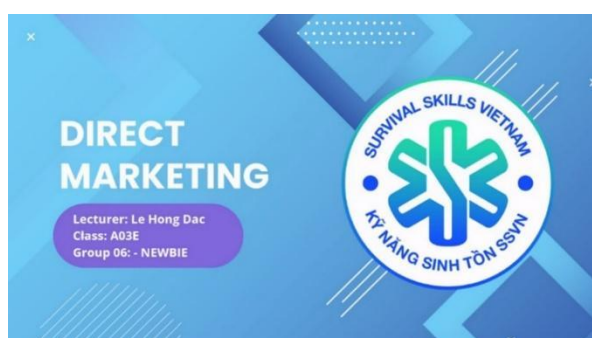 DIRECT
MARKETING
Lecturer: Le Hong Dac
Class: A03E
Group 06: - NEWBIE
SURVIVAL SKILLS VIETNAM
KỸ NĂNG SINH TỒN SSVN